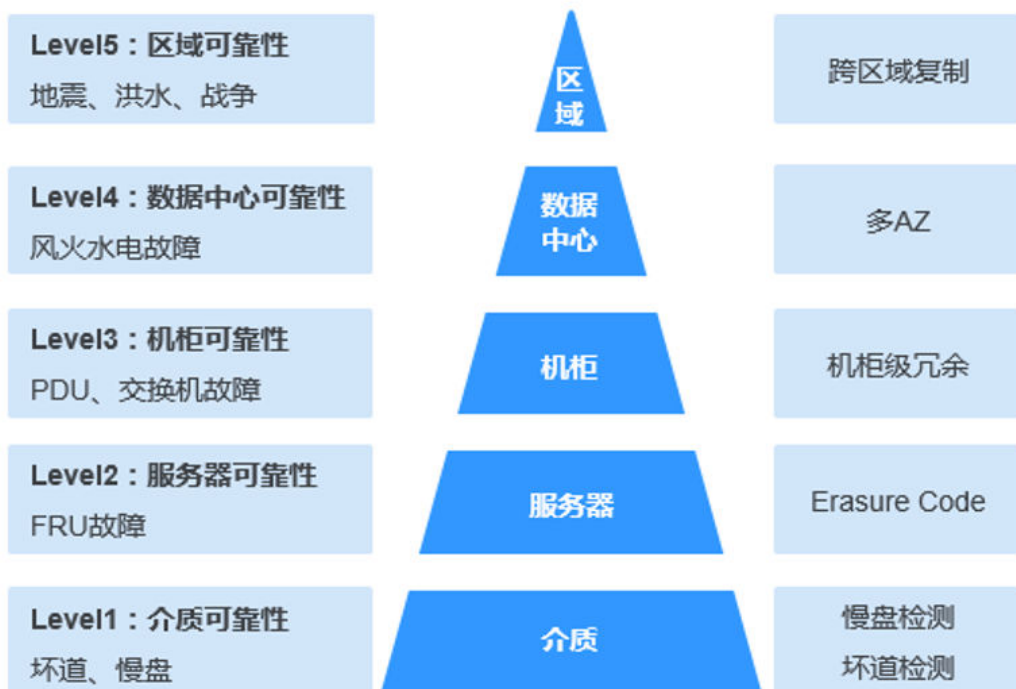 Level5：区域可靠性
地震、洪水、战争
区
域
跨区域复制
Level4：数据中心可靠性
风火水电故障
数据
中心
多AZ
Level3：机柜可靠性
PDU、交换机故障
机柜
机柜级冗余
Level2：服务器可靠性
FRU故障
服务器
Erasure Code
Level1：介质可靠性
坏道、慢盘
介质
慢盘检测
坏道检测